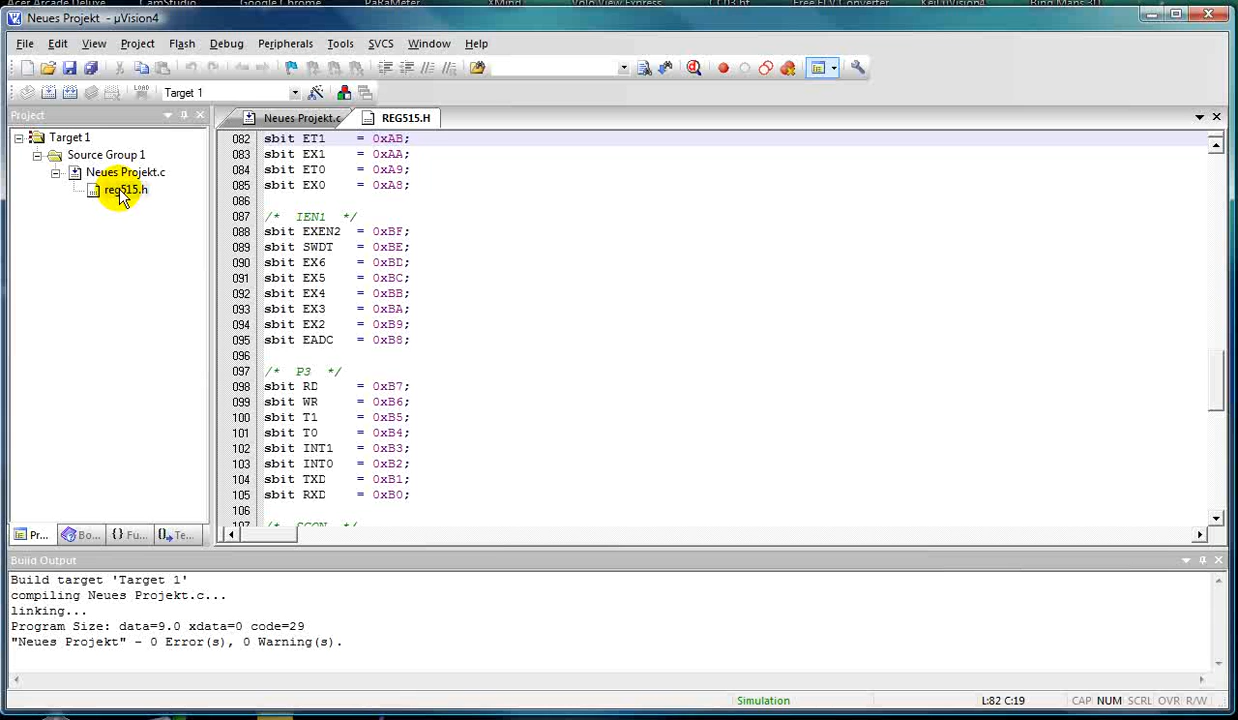 Neues Projekt - µVision4
File Edit View Project Flash Debug Peripherals Tools SVCS Window Help
LOAD Target 1
Project
Neues Projekt.c REG515.H
Target 1
Source Group 1
Neues Projekt.c
reg515.h
082 sbit ET1 = 0xAB;
083 sbit EX1 = 0xAA;
084 sbit ET0 = 0xA9;
085 sbit EX0 = 0xA8;
086
087 /* IEN1 */
088 sbit EXEN2 = 0xBF;
089 sbit SWDT = 0xBE;
090 sbit EX6 = 0xBD;
091 sbit EX5 = 0xBC;
092 sbit EX4 = 0xBB;
093 sbit EX3 = 0xBA;
094 sbit EX2 = 0xB9;
095 sbit EADC = 0xB8;
096
097 /* P3 */
098 sbit RD = 0xB7;
099 sbit WR = 0xB6;
100 sbit T1 = 0xB5;
101 sbit T0 = 0xB4;
102 sbit INT1 = 0xB3;
103 sbit INT0 = 0xB2;
104 sbit TXD = 0xB1;
105 sbit RXD = 0xB0;
106
107 /* SCON */
Pr... Bo... {} Fu... Te...
Build Output
Build target 'Target 1'
compiling Neues Projekt.c...
linking...
Program Size: data=9.0 xdata=0 code=29
"Neues Projekt" - 0 Error(s), 0 Warning(s).
Simulation L:82 C:19 CAP NUM SCRL OVR R/W